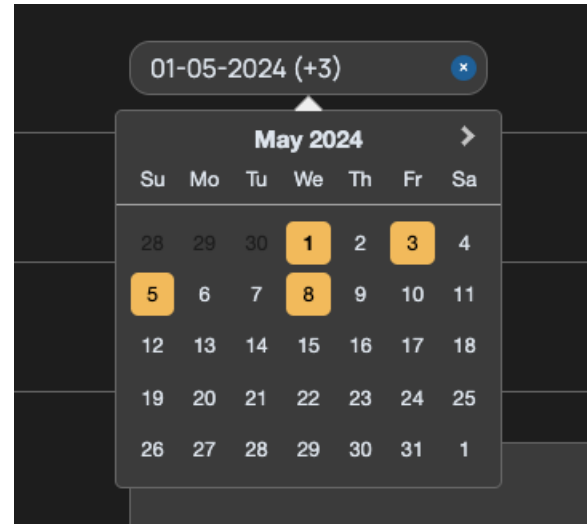 01-05-2024 (+3)
May 2024
Su Mo Tu We Th Fr Sa
28 29 30 1 2 3 4
5 6 7 8 9 10 11
12 13 14 15 16 17 18
19 20 21 22 23 24 25
26 27 28 29 30 31 1